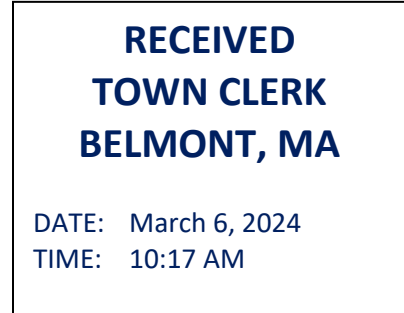 RECEIVED
TOWN CLERK
BELMONT, MA
DATE: March 6, 2024
TIME: 10:17 AM